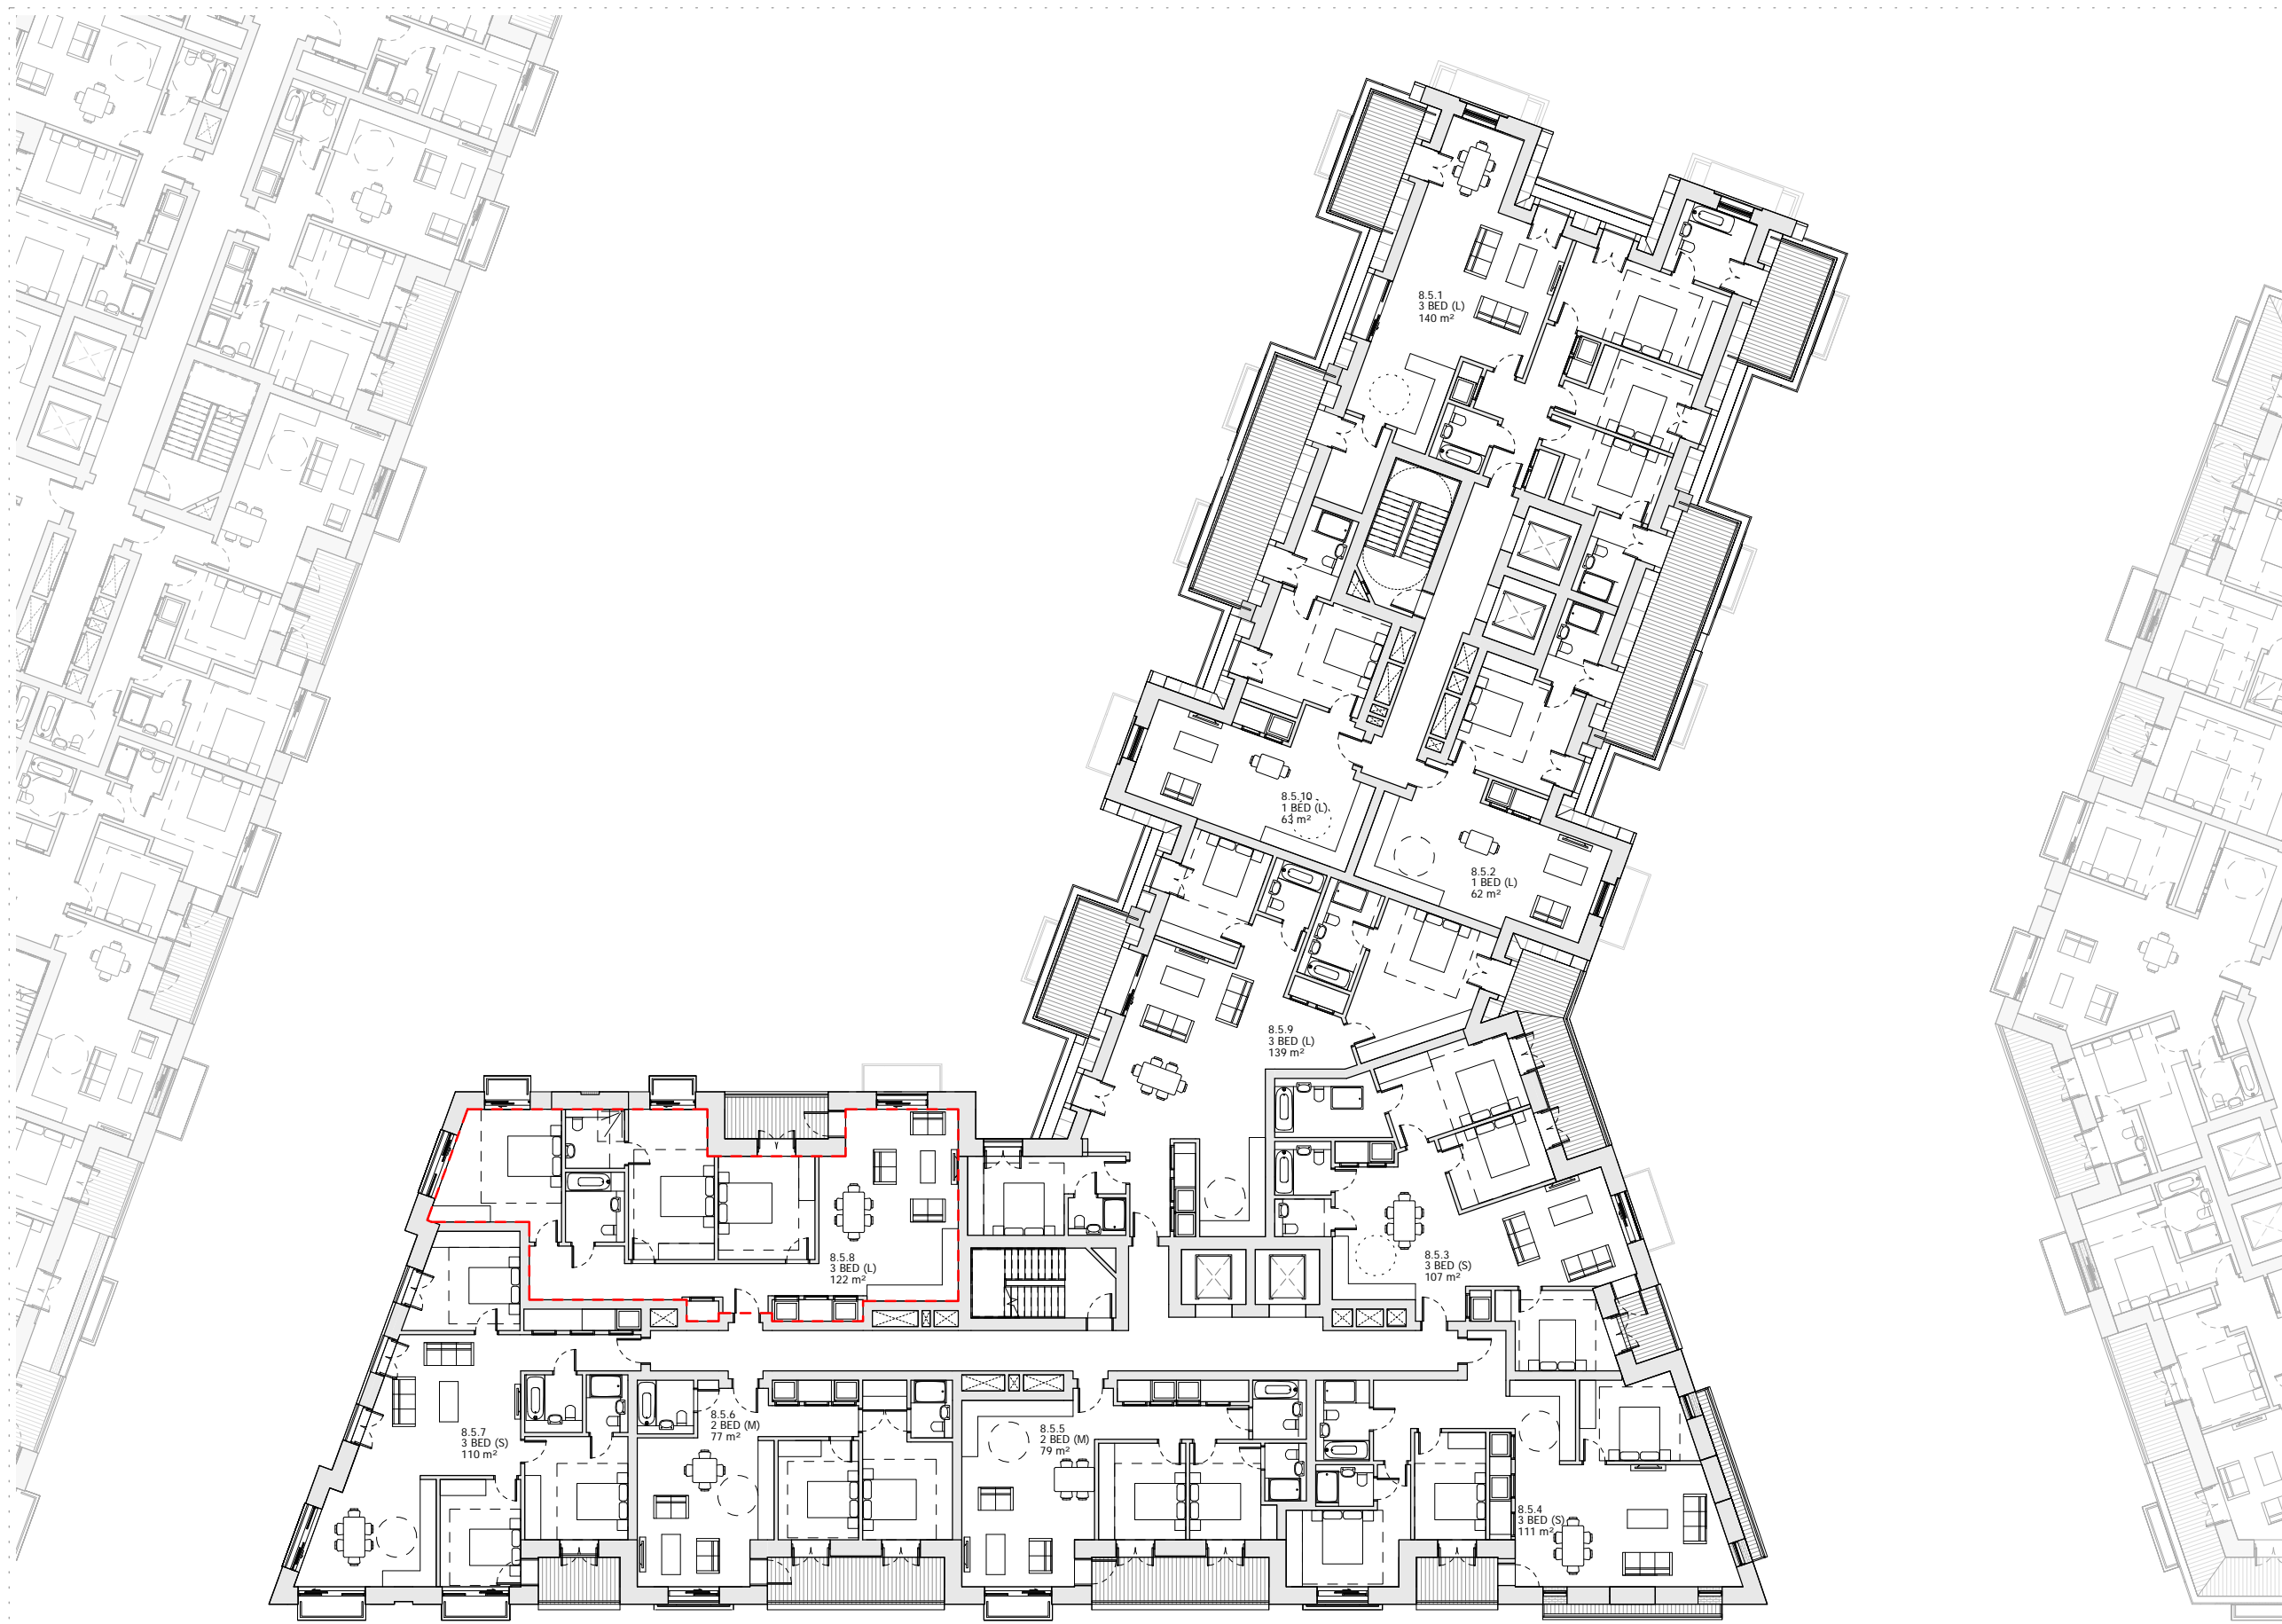 8.5.1
3 BED (L)
140 m²
8.5.10
1 BED (L)
63 m²
8.5.2
1 BED (L)
62 m²
8.5.9
3 BED (L)
139 m²
8.5.8
3 BED (L)
122 m²
8.5.3
3 BED (S)
107 m²
8.5.7
3 BED (S)
110 m²
8.5.6
2 BED (M)
77 m²
8.5.5
2 BED (M)
79 m²
8.5.4
3 BED (S)
111 m²